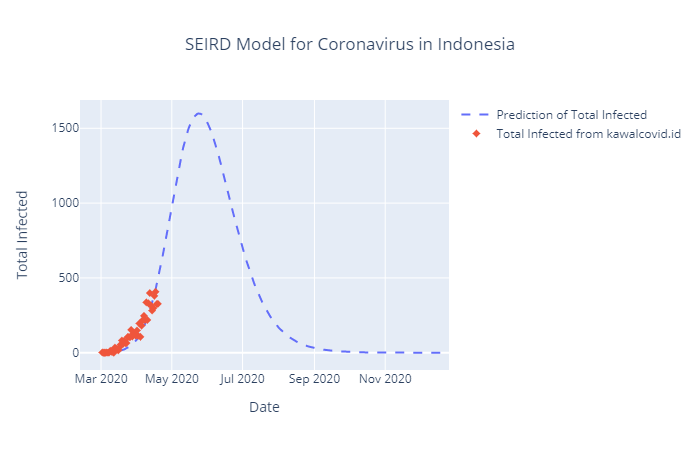 SEIRD Model for Coronavirus in Indonesia
Prediction of Total Infected
Total Infected from kawalcovid.id
Total Infected
1500
1000
500
0
Mar 2020
May 2020
Jul 2020
Sep 2020
Nov 2020
Date